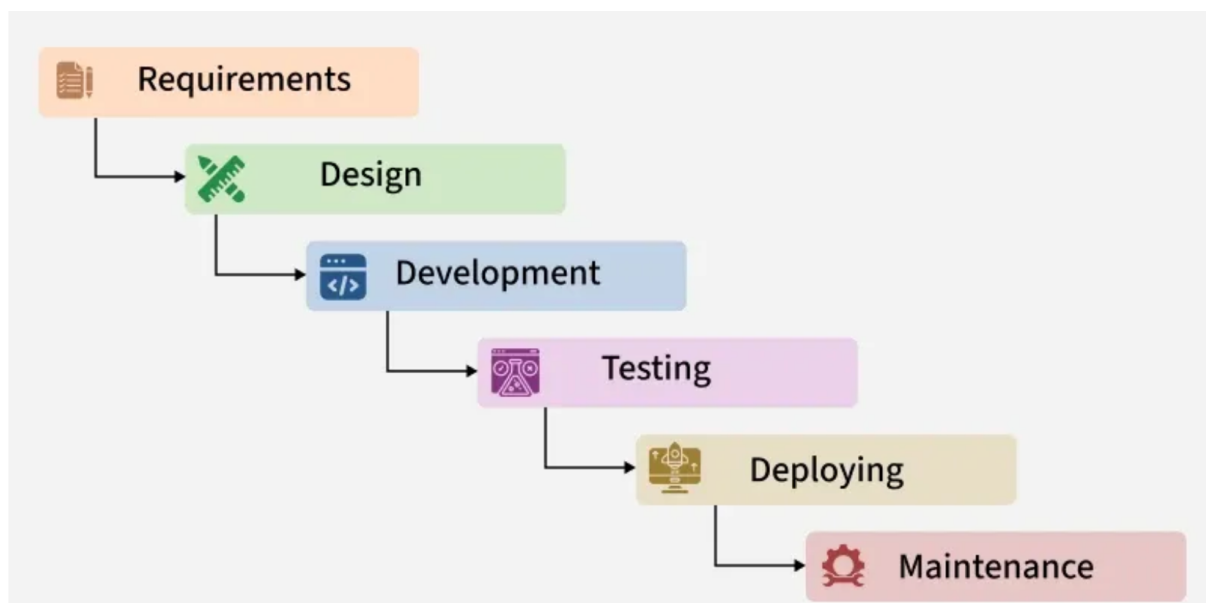 Requirements
Design
</>
Development
Testing
Deploying
Maintenance